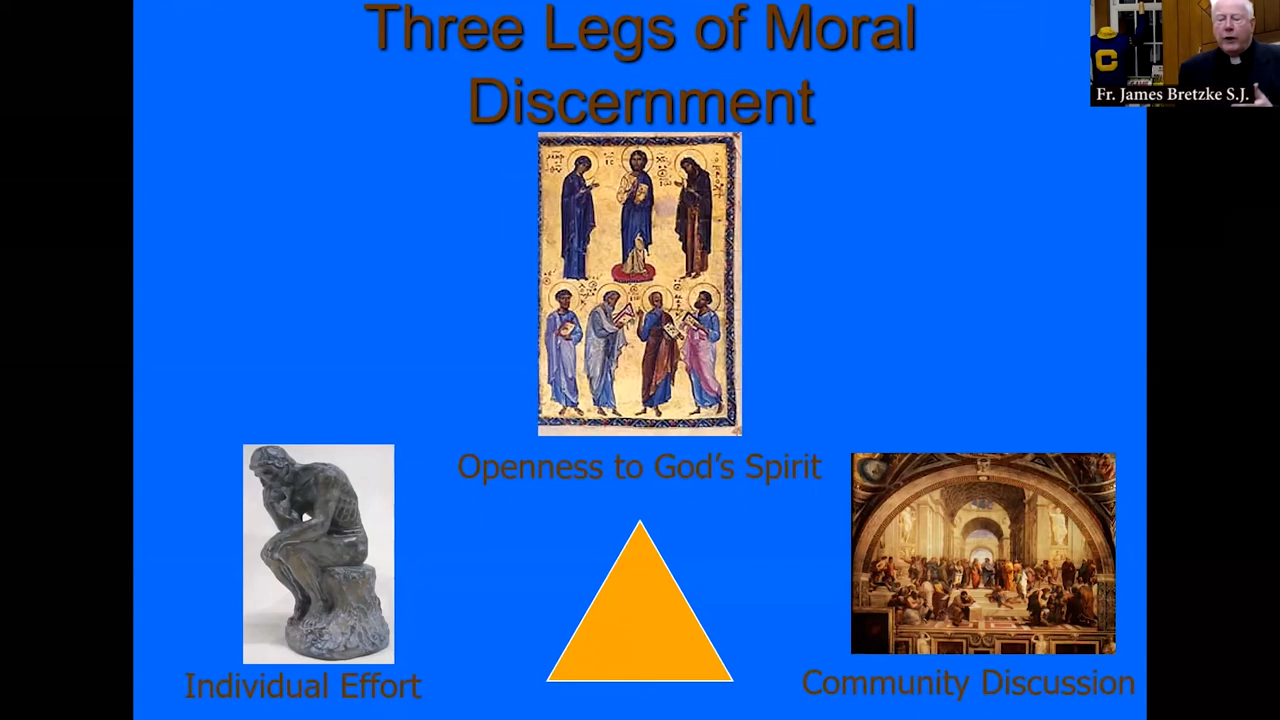 Three Legs of Moral
Discernment
C
Fr. James Bretzke S.J.
Openness to God's Spirit
Individual Effort
Community Discussion